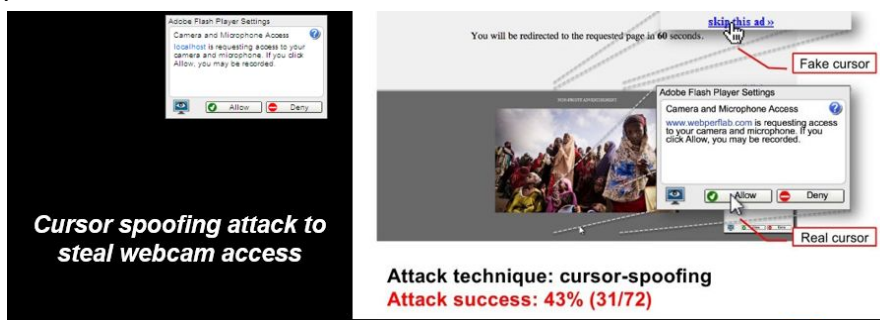 Adobe Flash Player Settings
Camera and Microphone Access
localhost is requesting access to your
camera and microphone. If you click
Allow, you may be recorded.
Allow
Deny
Cursor spoofing attack to
steal webcam access
skip this ad »
You will be redirected to the requested page in 60 seconds.
Fake cursor
Adobe Flash Player Settings
Camera and Microphone Access
www.webperflab.com is requesting access
to your camera and microphone. If you
click Allow, you may be recorded.
Allow
Deny
Real cursor
Attack technique: cursor-spoofing
Attack success: 43% (31/72)